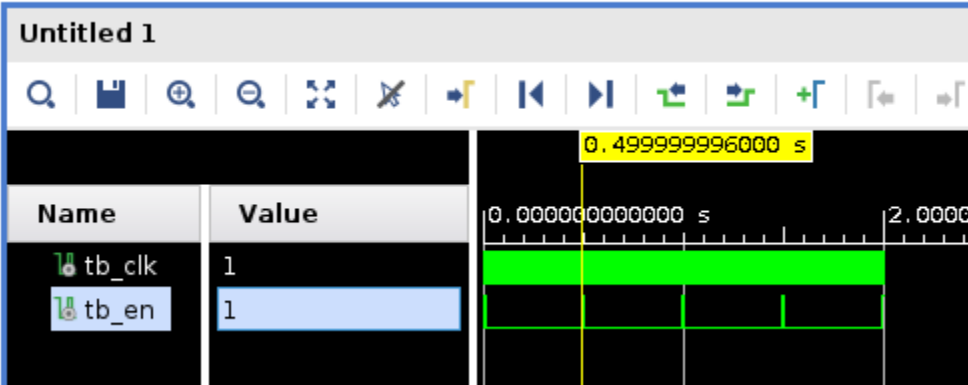 Untitled 1
0.499999996000 s
Name
Value
0.000000000000 s
2.0000
tb_clk
1
tb_en
1